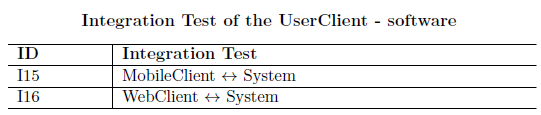 Integration Test of the UserClient - software
ID Integration Test
I15 MobileClient ↔ System
I16 WebClient ↔ System